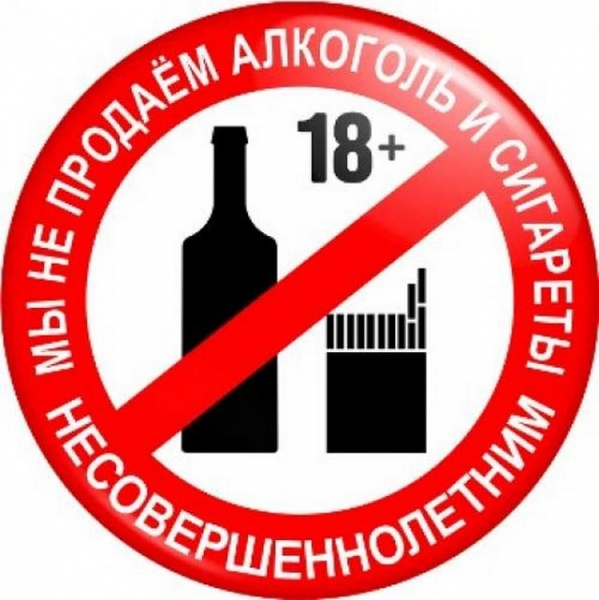 МЫ НЕ ПРОДАЁМ АЛКОГОЛЬ И СИГАРЕТЫ
НЕСОВЕРШЕННОЛЕТНИМ
18+